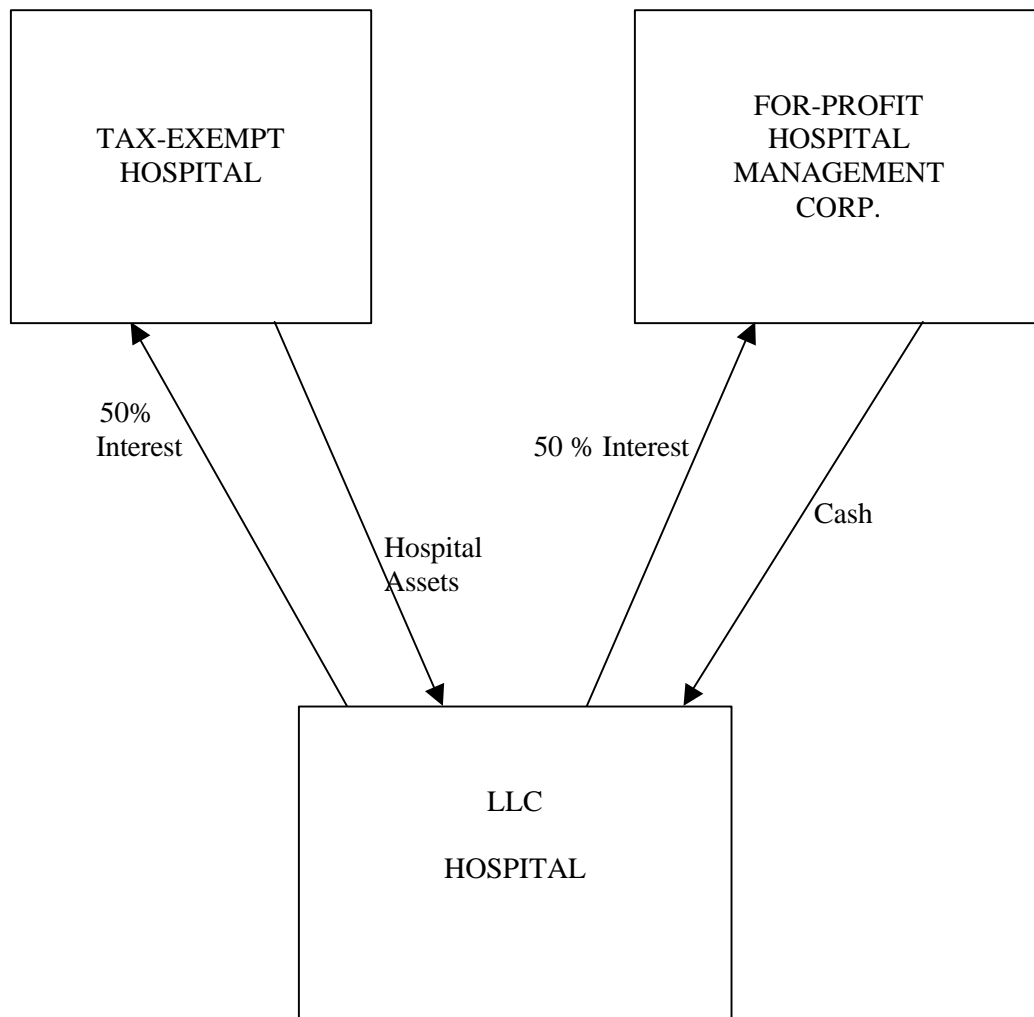 TAX-EXEMPT
HOSPITAL
FOR-PROFIT
HOSPITAL
MANAGEMENT
CORP.
50%
Interest
50 % Interest
Cash
Hospital
Assets
LLC
HOSPITAL